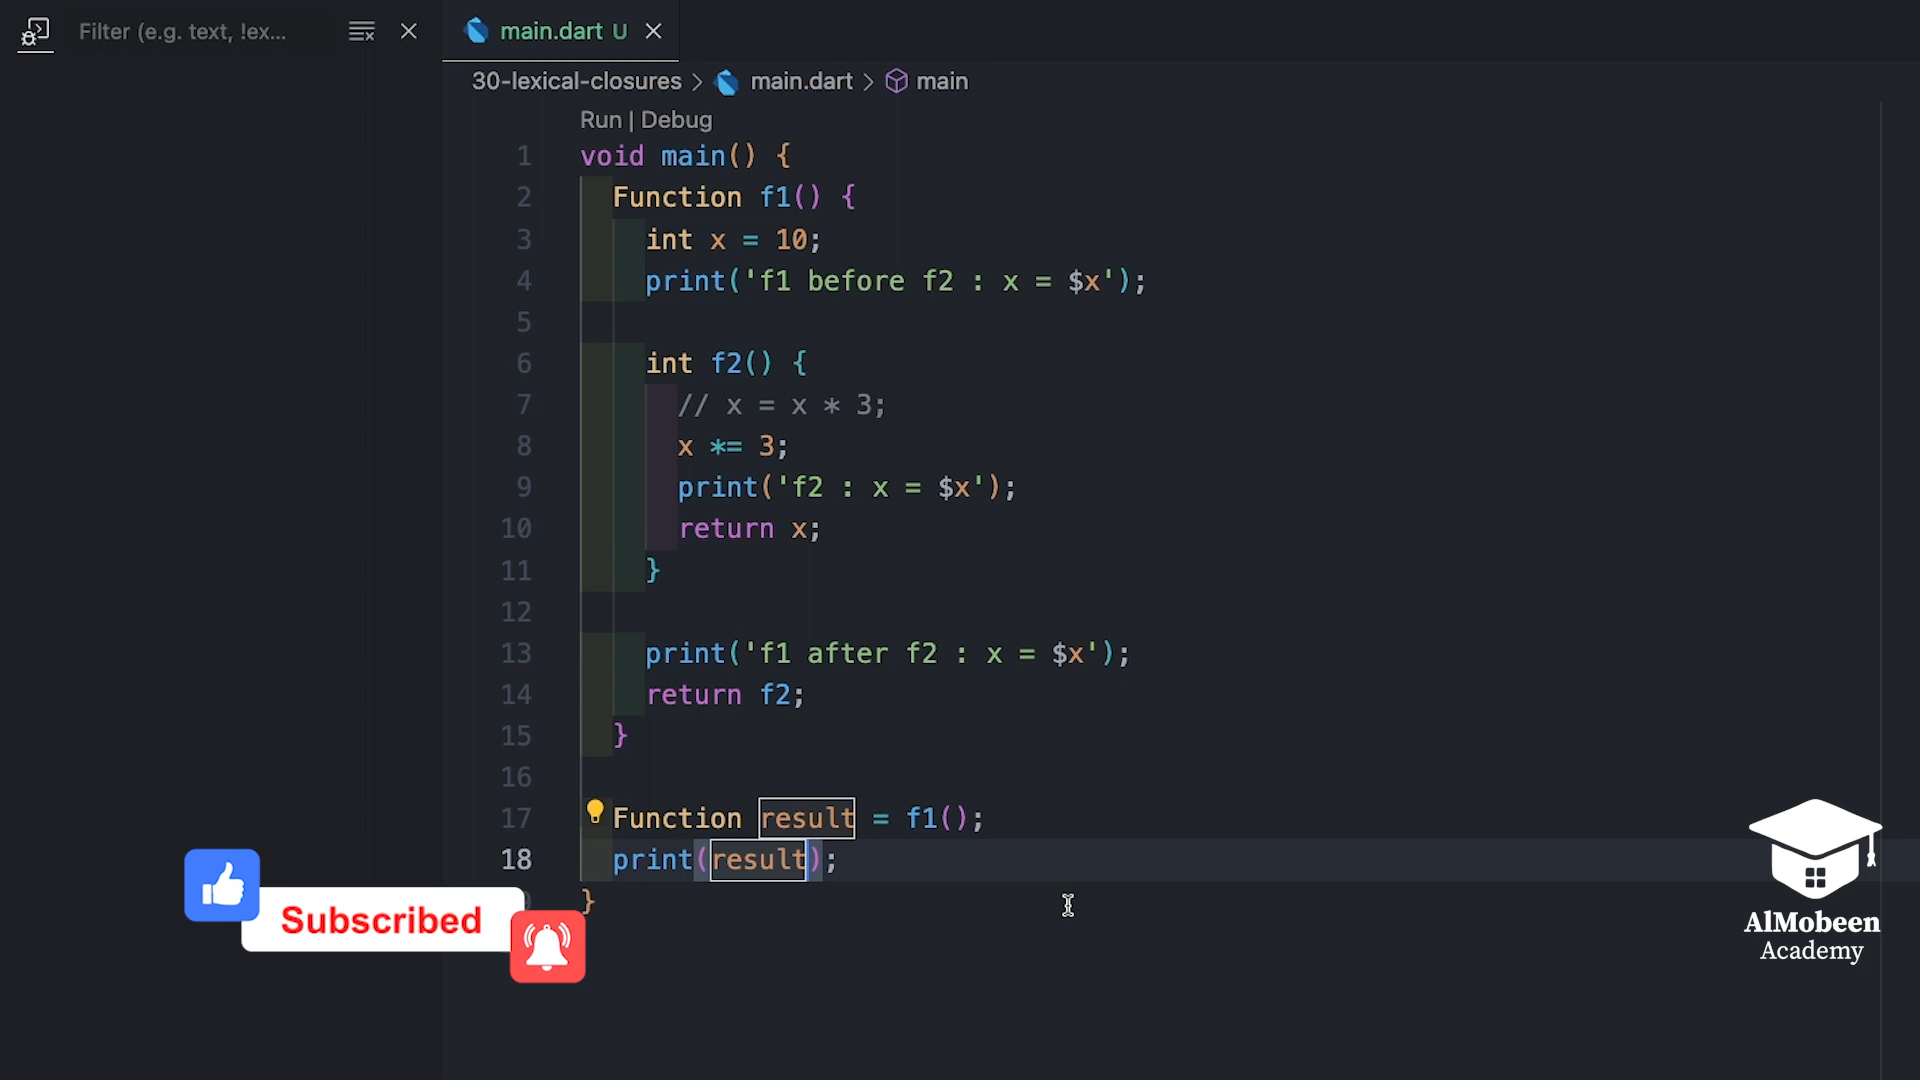 Filter (e.g. text, !ex...
main.dart U
30-lexical-closures > main.dart > main
Run | Debug
1 void main() {
2 Function f1() {
3 int x = 10;
4 print('f1 before f2 : x = $x');
5
6 int f2() {
7 // x = x * 3;
8 x *= 3;
9 print('f2 : x = $x');
10 return x;
11 }
12
13 print('f1 after f2 : x = $x');
14 return f2;
15 }
16
17 Function result = f1();
18 print(result);
}
Subscribed
AlMobeen
Academy